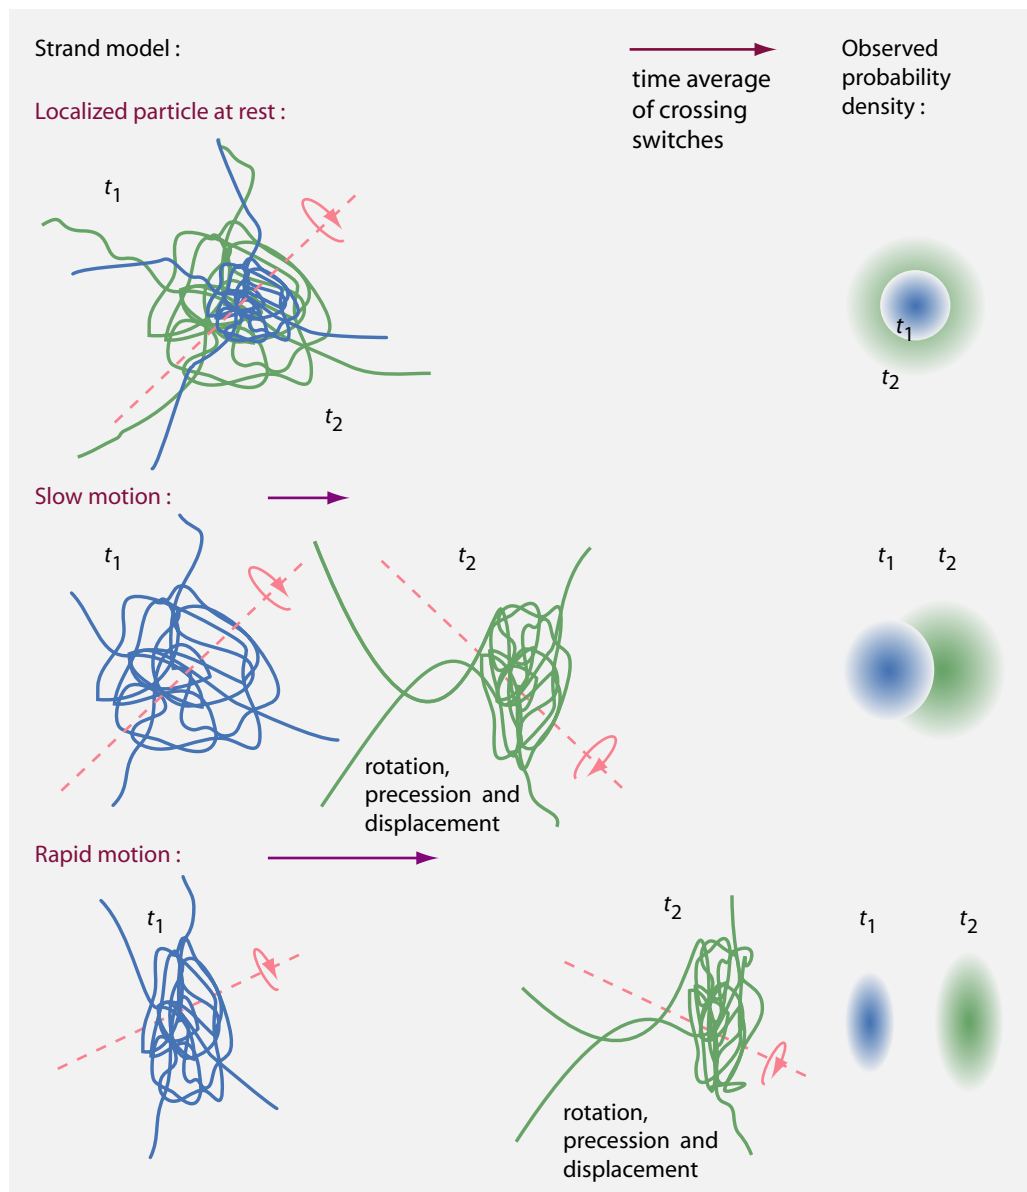 Strand model :
time average
of crossing
switches
Observed
probability
density :
Localized particle at rest :
t1
t2
t1
t2
Slow motion :
t1
t2
rotation,
precession and
displacement
t1
t2
Rapid motion :
t1
t2
rotation,
precession and
displacement
t1
t2